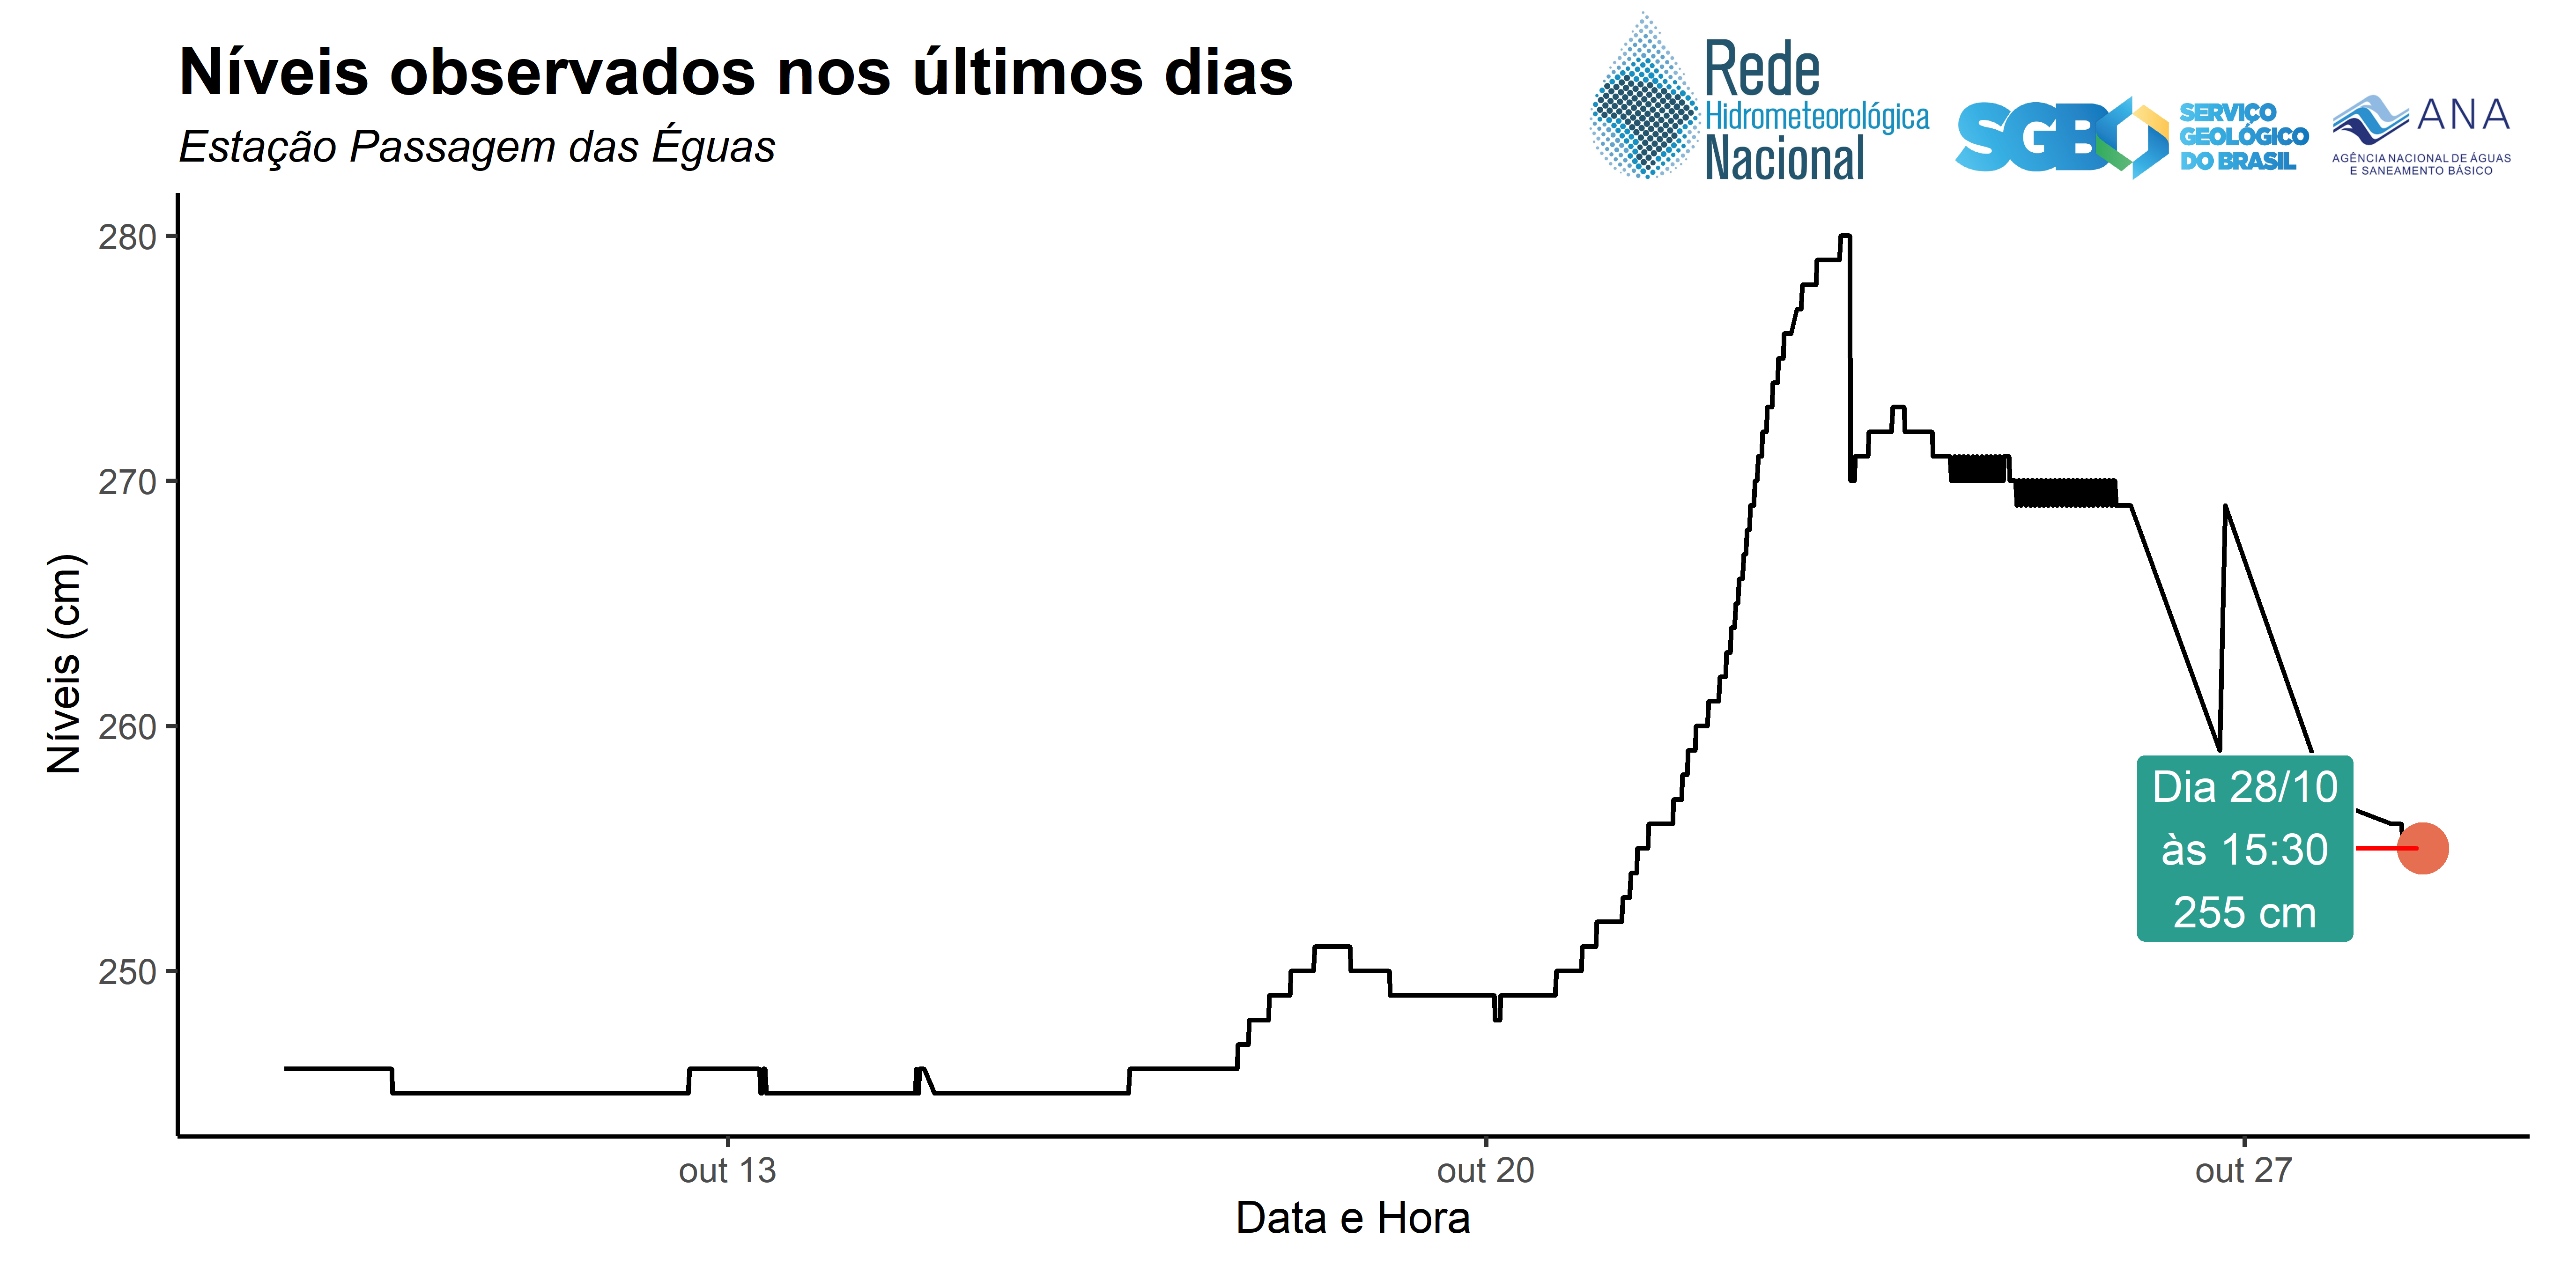 Níveis observados nos últimos dias
Estação Passagem das Éguas
Rede
Hidrometeorológica
Nacional
SGB
SERVIÇO
GEOLÓGICO
DO BRASIL
ANA
AGÊNCIA NACIONAL DE ÁGUAS
E SANEAMENTO BÁSICO
Níveis (cm)
280
270
260
250
Dia 28/10
às 15:30
255 cm
out 13
out 20
out 27
Data e Hora